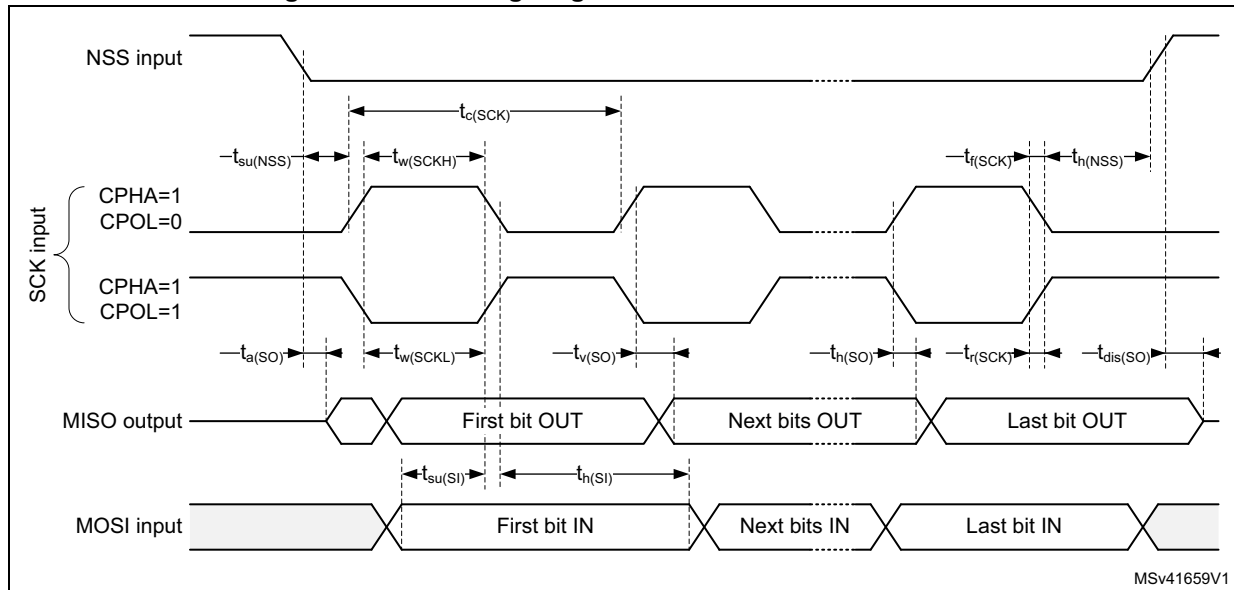 NSS input
tc(SCK)
tsu(NSS)
tw(SCKH)
tf(SCK)
th(NSS)
SCK input
CPHA=1
CPOL=0
CPHA=1
CPOL=1
ta(SO)
tw(SCKL)
tv(SO)
th(SO)
tr(SCK)
tdis(SO)
MISO output
First bit OUT
Next bits OUT
Last bit OUT
tsu(SI)
th(SI)
MOSI input
First bit IN
Next bits IN
Last bit IN
MSv41659V1